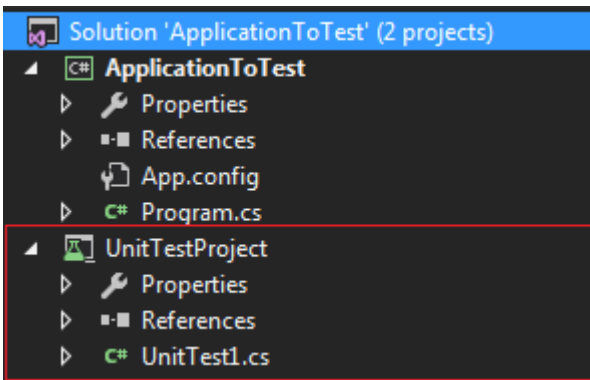 Solution 'ApplicationToTest' (2 projects)
C# ApplicationToTest
Properties
References
App.config
C# Program.cs
UnitTestProject
Properties
References
C# UnitTest1.cs